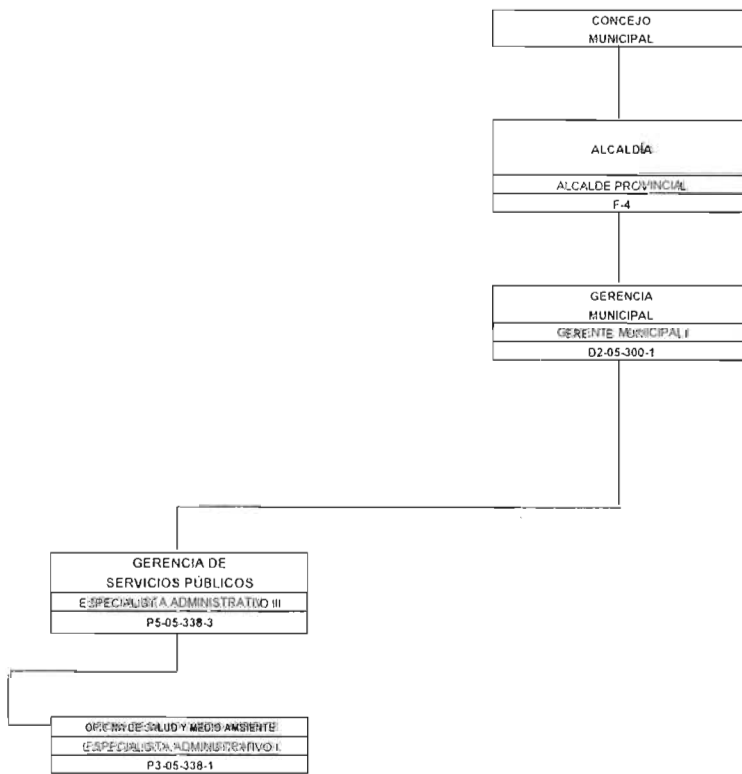 CONCEJO
MUNICIPAL
ALCALDÍA
ALCALDE PROVINCIAL
F-4
GERENCIA
MUNICIPAL
GERENTE MUNICIPAL I
D2-05-300-1
GERENCIA DE
SERVICIOS PÚBLICOS
ESPECIALISTA ADMINISTRATIVO III
P5-05-338-3
OFICINA DE SALUD Y MEDIO AMBIENTE
ESPECIALISTA ADMINISTRATIVO I
P3-05-338-1